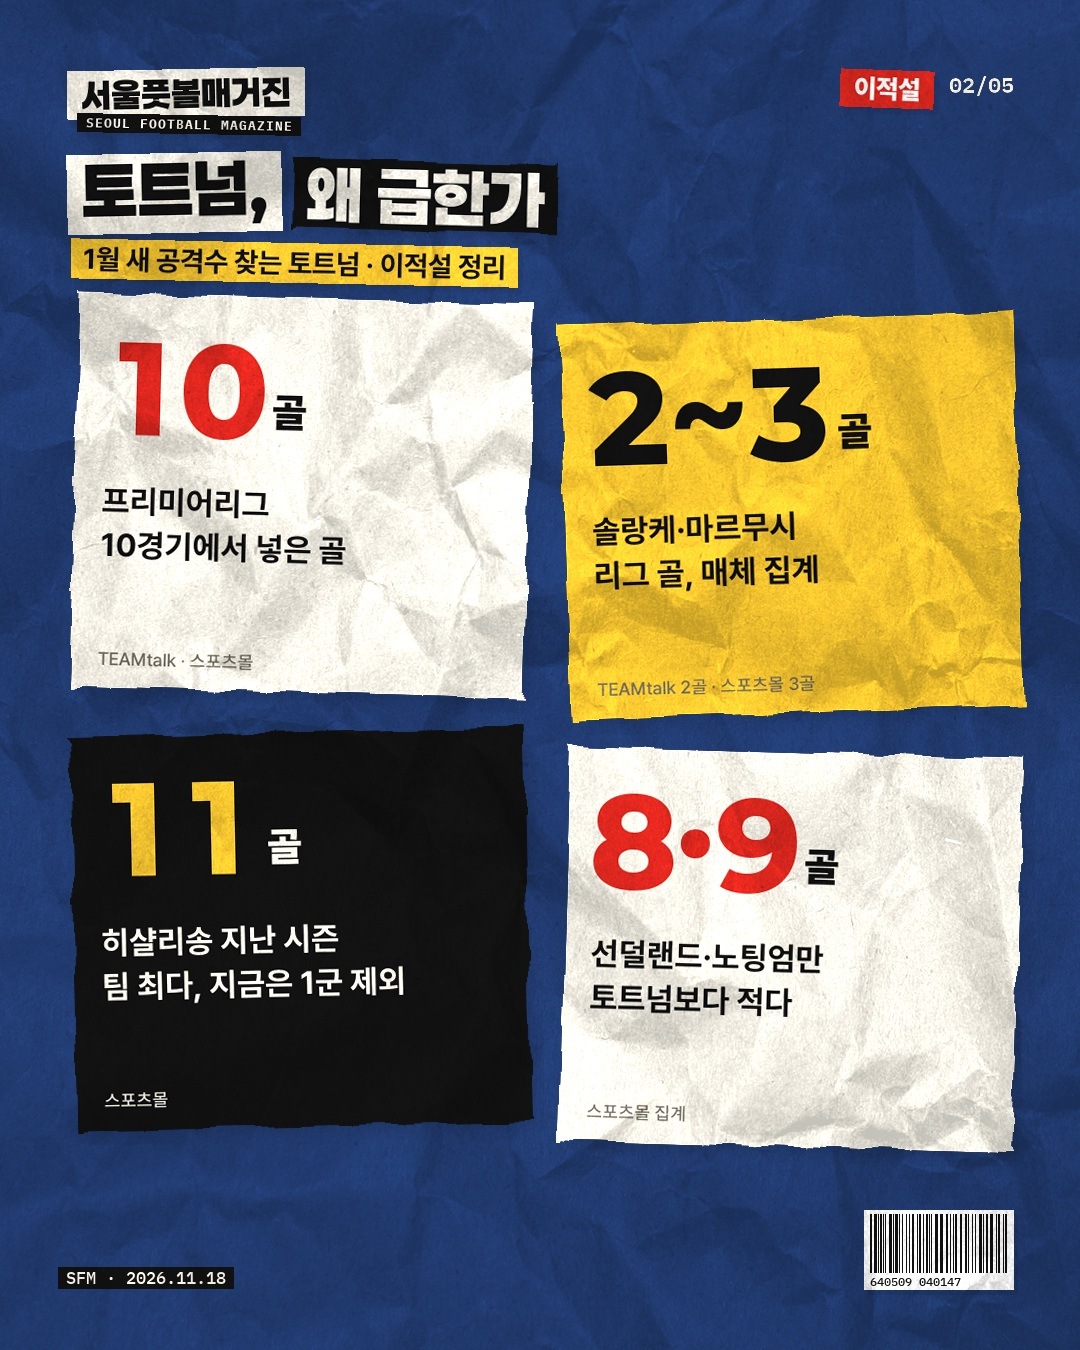 서울풋볼매거진
SEOUL FOOTBALL MAGAZINE
이적설 02/05
토트넘, 왜 급한가
1월 새 공격수 찾는 토트넘 · 이적설 정리
10골
프리미어리그
10경기에서 넣은 골
TEAMtalk · 스포츠몰
2~3골
솔랑케·마르무시
리그 골, 매체 집계
TEAMtalk 2골 · 스포츠몰 3골
11골
히샬리송 지난 시즌
팀 최다, 지금은 1군 제외
스포츠몰
8·9골
선덜랜드·노팅엄만
토트넘보다 적다
스포츠몰 집계
SFM · 2026.11.18
640509 040147